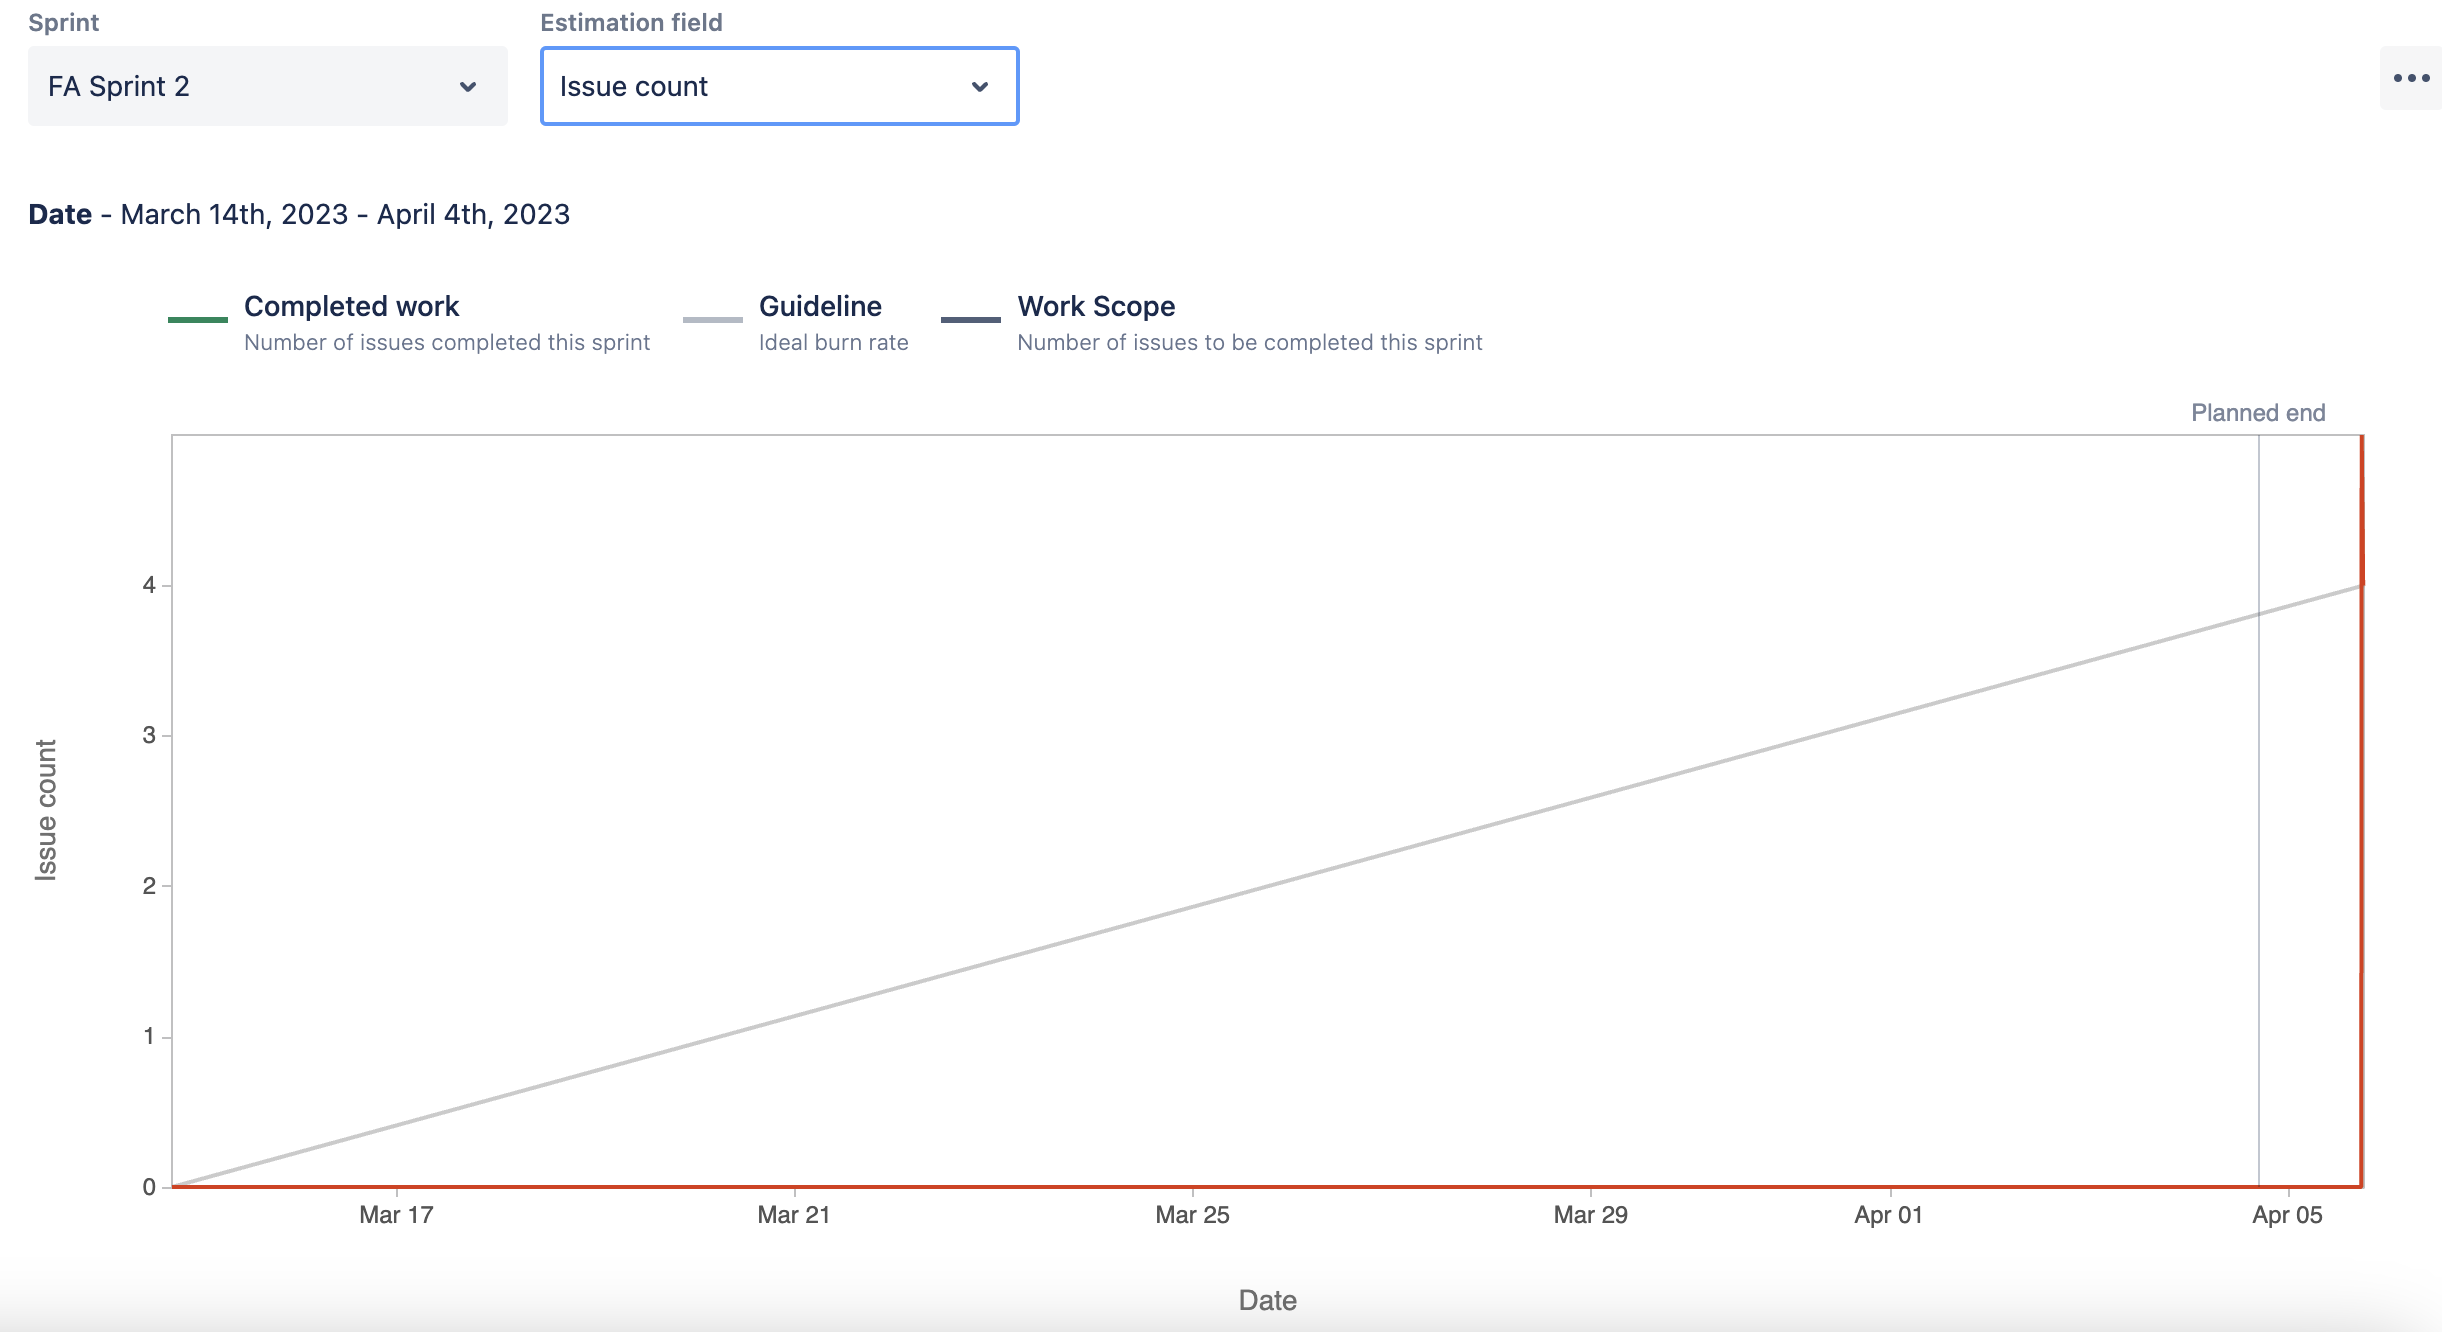 Sprint
Estimation field
FA Sprint 2
Issue count
Date - March 14th, 2023 - April 4th, 2023
Completed work
Number of issues completed this sprint
Guideline
Ideal burn rate
Work Scope
Number of issues to be completed this sprint
Planned end
4
3
2
1
0
Issue count
Mar 17
Mar 21
Mar 25
Mar 29
Apr 01
Apr 05
Date